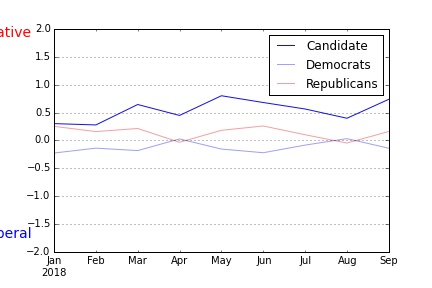 ative
peral
2.0
1.5
1.0
0.5
0.0
−0.5
−1.0
−1.5
−2.0
Jan Feb Mar Apr May Jun Jul Aug Sep
2018
Candidate
Democrats
Republicans